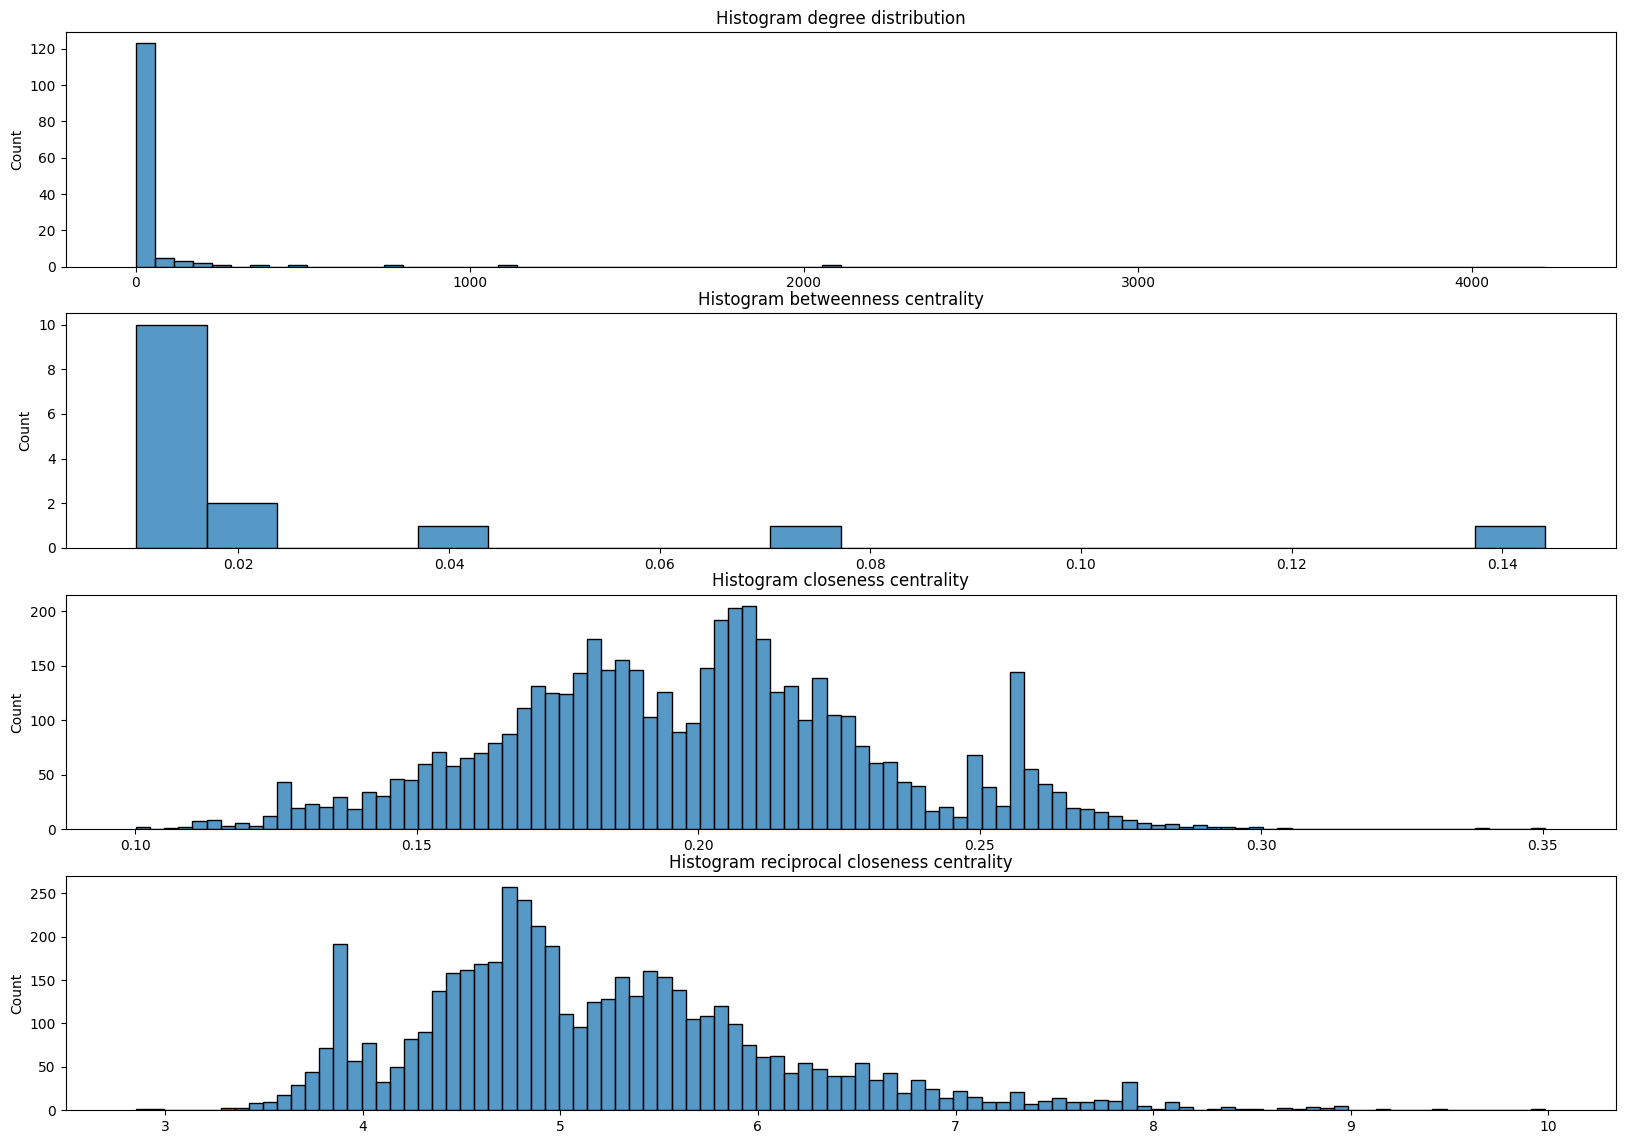 Histogram degree distribution
Count
120
100
80
60
40
20
0
0 1000 2000 3000 4000
Histogram betweenness centrality
Count
10
8
6
4
2
0
0.02 0.04 0.06 0.08 0.10 0.12 0.14
Histogram closeness centrality
Count
200
150
100
50
0
0.10 0.15 0.20 0.25 0.30 0.35
Histogram reciprocal closeness centrality
Count
250
200
150
100
50
0
3 4 5 6 7 8 9 10